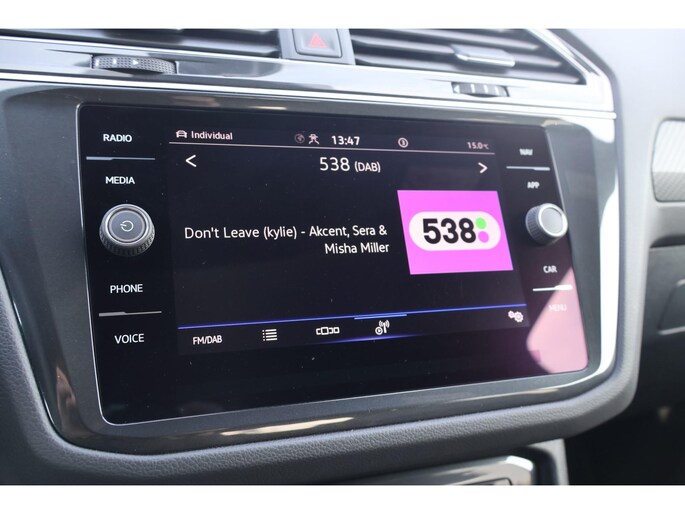 RADIO
MEDIA
PHONE
VOICE
Individual
13:47
15.0°C
< 538 (DAB) >
Don't Leave (kylie) - Akcent, Sera &
Misha Miller
538
FM/DAB
NAV
APP
CAR
MENU